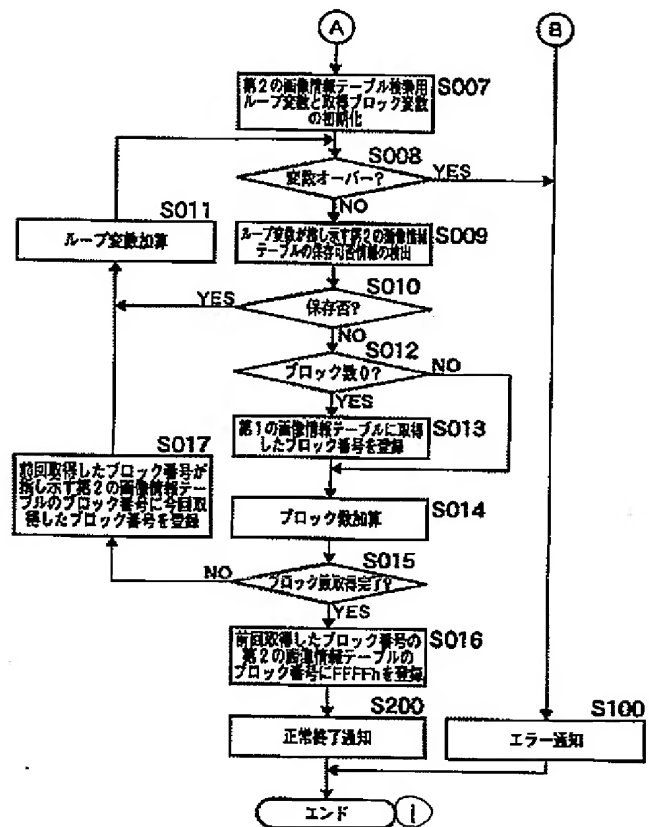 A
B
第2の画像情報テーブル検索用
ループ変数と取得ブロック変数
の初期化
S007
S008
変数オーバー?
YES
NO
S011
ループ変数加算
ループ変数が指し示す第2の画像情報
テーブルの保存可否情報の検出
S009
S010
YES
保存否?
NO
S012
ブロック数0?
NO
YES
第1の画像情報テーブルに取得
したブロック番号を登録
S013
S017
前回取得したブロック番号が
指し示す第2の画像情報テー
ブルのブロック番号に今回取
得したブロック番号を登録
ブロック数加算
S014
S015
NO
ブロック数取得完了?
YES
前回取得したブロック番号の
第2の画像情報テーブルの
ブロック番号にFFFFhを登録
S016
S200
正常終了通知
S100
エラー通知
エンド
i